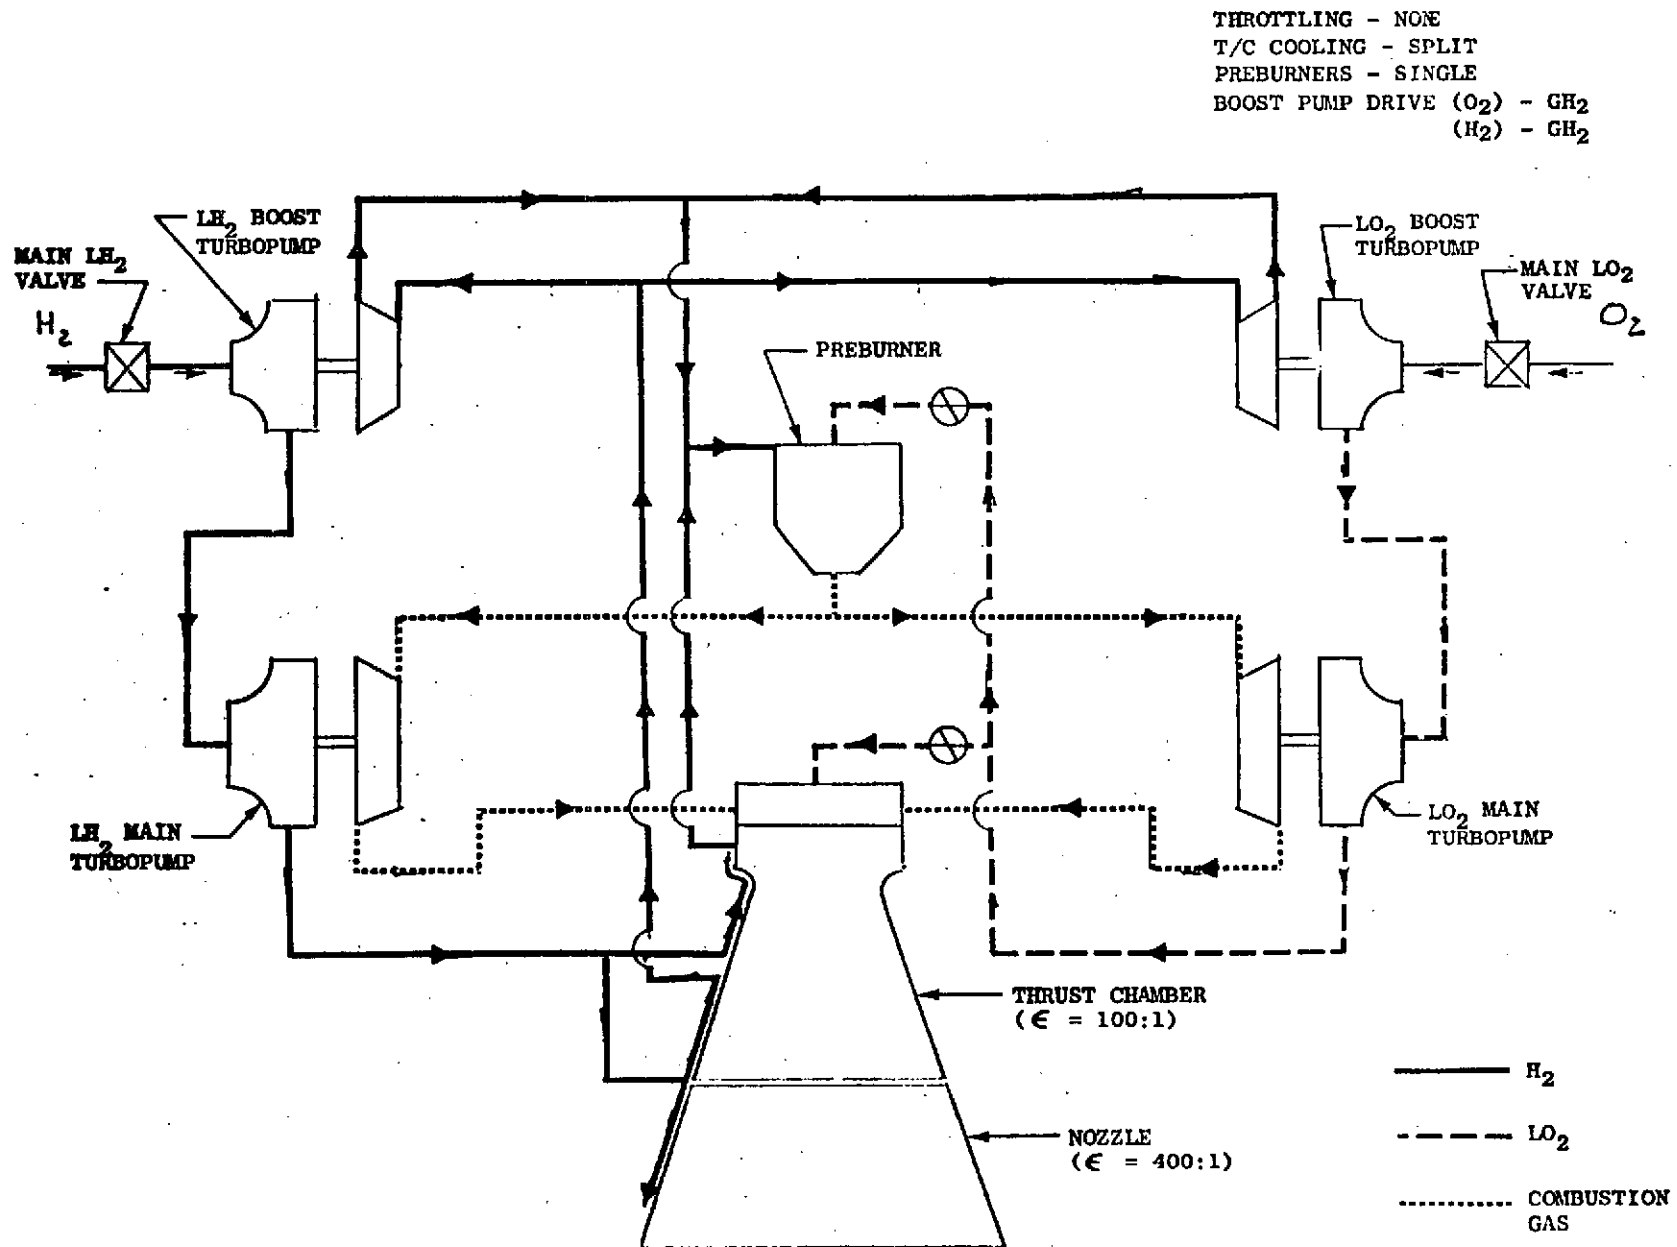 THROTTLING - NONE
T/C COOLING - SPLIT
PREBURNERS - SINGLE
BOOST PUMP DRIVE (O2) - GH2
(H2) - GH2
LH2 BOOST
TURBOPUMP
MAIN LH2
VALVE
H2
LO2 BOOST
TURBOPUMP
MAIN LO2
VALVE
O2
PREBURNER
LH2 MAIN
TURBOPUMP
LO2 MAIN
TURBOPUMP
THRUST CHAMBER
(ϵ = 100:1)
NOZZLE
(ϵ = 400:1)
H2
LO2
COMBUSTION
GAS